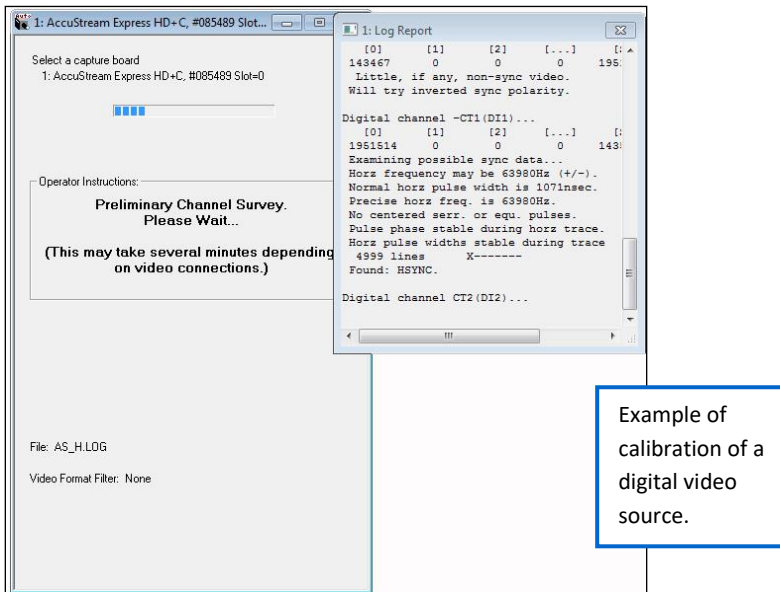 Auto
1: AccuStream Express HD+C, #085489 Slot...
Select a capture board
1: AccuStream Express HD+C, #085489 Slot=0
Operator Instructions:
Preliminary Channel Survey.
Please Wait...
(This may take several minutes depending
on video connections.)
File: AS_H.LOG
Video Format Filter: None
1: Log Report
[0] [1] [2] [...] [
143467 0 0 0 195
Little, if any, non-sync video.
Will try inverted sync polarity.
Digital channel -CT1(DI1)...
[0] [1] [2] [...] [
1951514 0 0 0 143
Examining possible sync data...
Horz frequency may be 63980Hz (+/-).
Normal horz pulse width is 1071nsec.
Precise horz freq. is 63980Hz.
No centered serr. or equ. pulses.
Pulse phase stable during horz trace.
Horz pulse widths stable during trace
4999 lines X-------
Found: HSYNC.
Digital channel CT2(DI2)...
Example of
calibration of a
digital video
source.